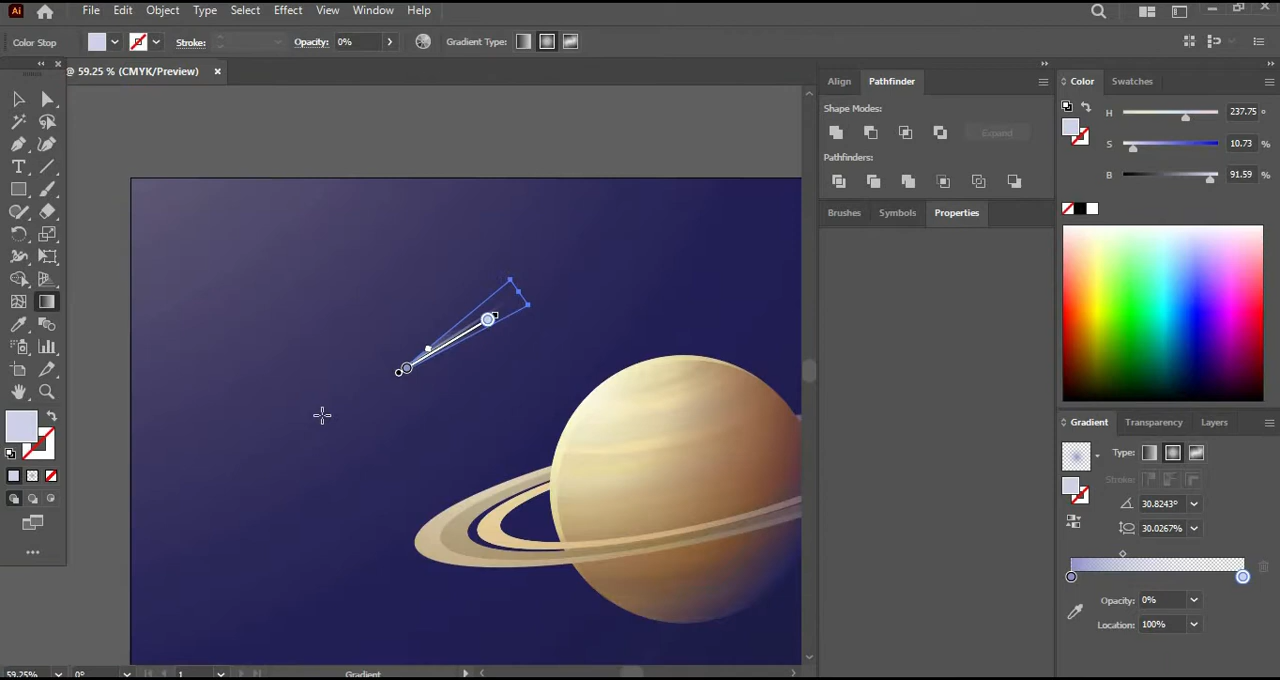 Ai File Edit Object Type Select Effect View Window Help
Color Stop Stroke: Opacity: 0% Gradient Type:
@ 59.25 % (CMYK/Preview) ×
Align Pathfinder
Shape Modes:
Expand
Pathfinders:
Brushes Symbols Properties
Color Swatches
H 237.75 °
S 10.73 %
B 91.59 %
Gradient Transparency Layers
Type:
Stroke:
30.8243°
30.0267%
Opacity: 0%
Location: 100%
59.25% 0° 1 Gradient